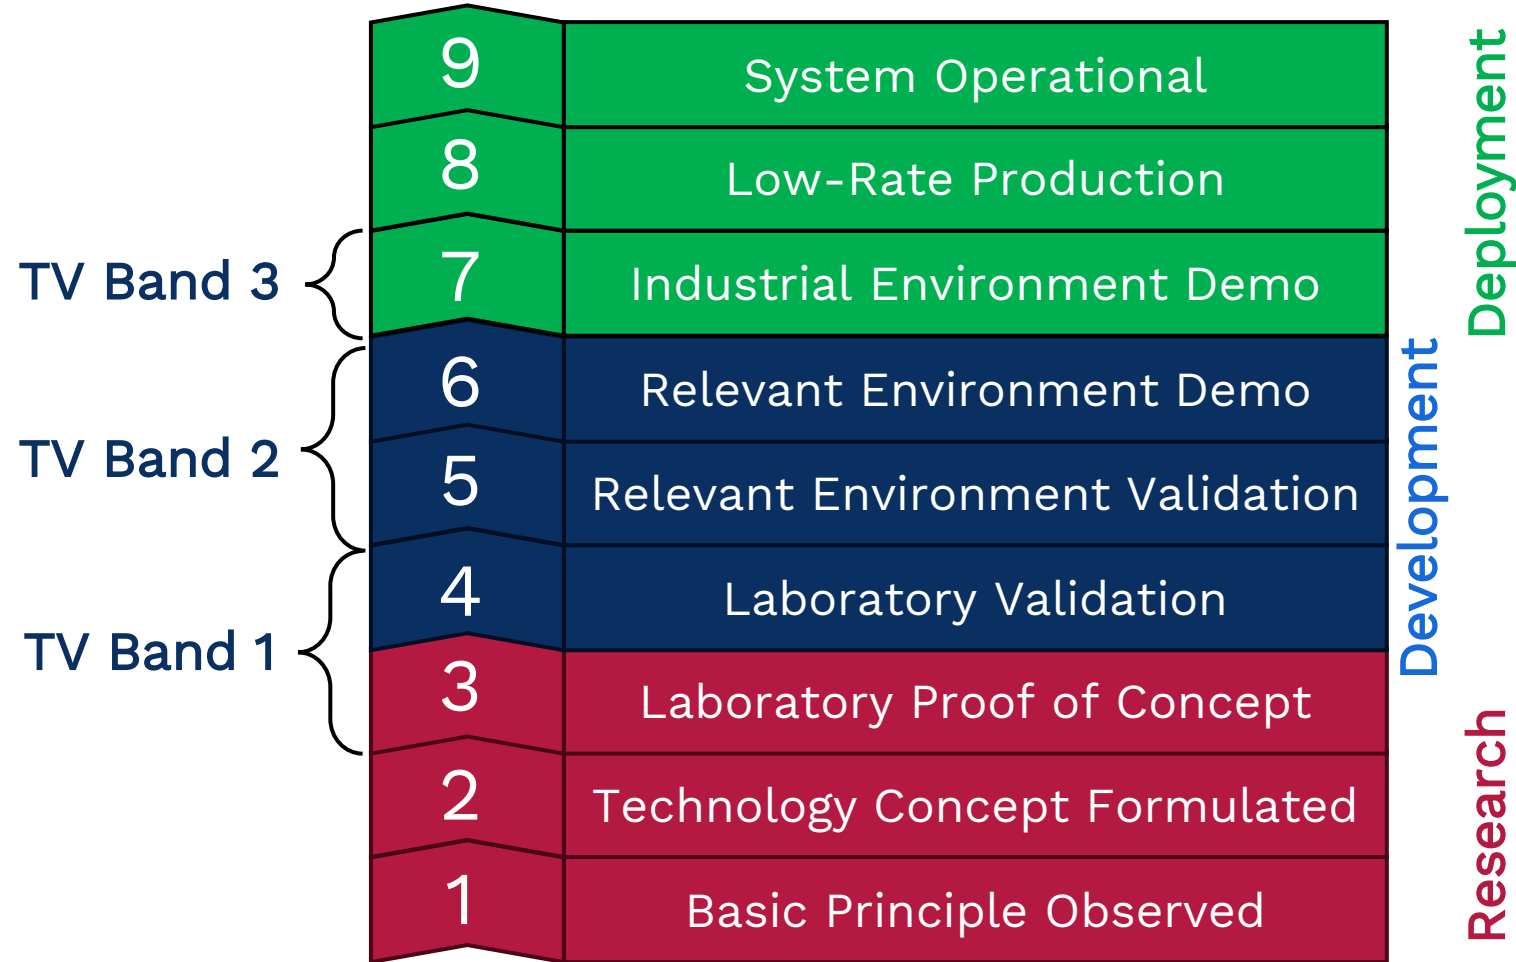 9 System Operational
8 Low-Rate Production
TV Band 3 7 Industrial Environment Demo
6 Relevant Environment Demo
TV Band 2 5 Relevant Environment Validation
4 Laboratory Validation
TV Band 1 3 Laboratory Proof of Concept
2 Technology Concept Formulated
1 Basic Principle Observed
Deployment
Development
Research